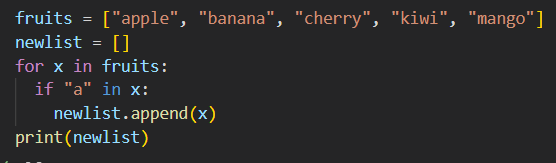 fruits = ["apple", "banana", "cherry", "kiwi", "mango"]
newlist = []
for x in fruits:
  if "a" in x:
    newlist.append(x)
print(newlist)